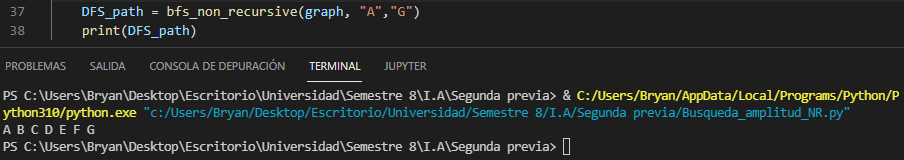 37 DFS_path = bfs_non_recursive(graph, "A","G")
38 print(DFS_path)
PROBLEMAS SALIDA CONSOLA DE DEPURACIÓN TERMINAL JUPYTER
PS C:\Users\Bryan\Desktop\Escritorio\Universidad\Semestre 8\I.A\Segunda previa> & C:/Users/Bryan/AppData/Local/Programs/Python/P
ython310/python.exe "c:/Users/Bryan/Desktop/Escritorio/Universidad/Semestre 8/I.A/Segunda previa/Busqueda_amplitud_NR.py"
A B C D E F G
PS C:\Users\Bryan\Desktop\Escritorio\Universidad\Semestre 8\I.A\Segunda previa>